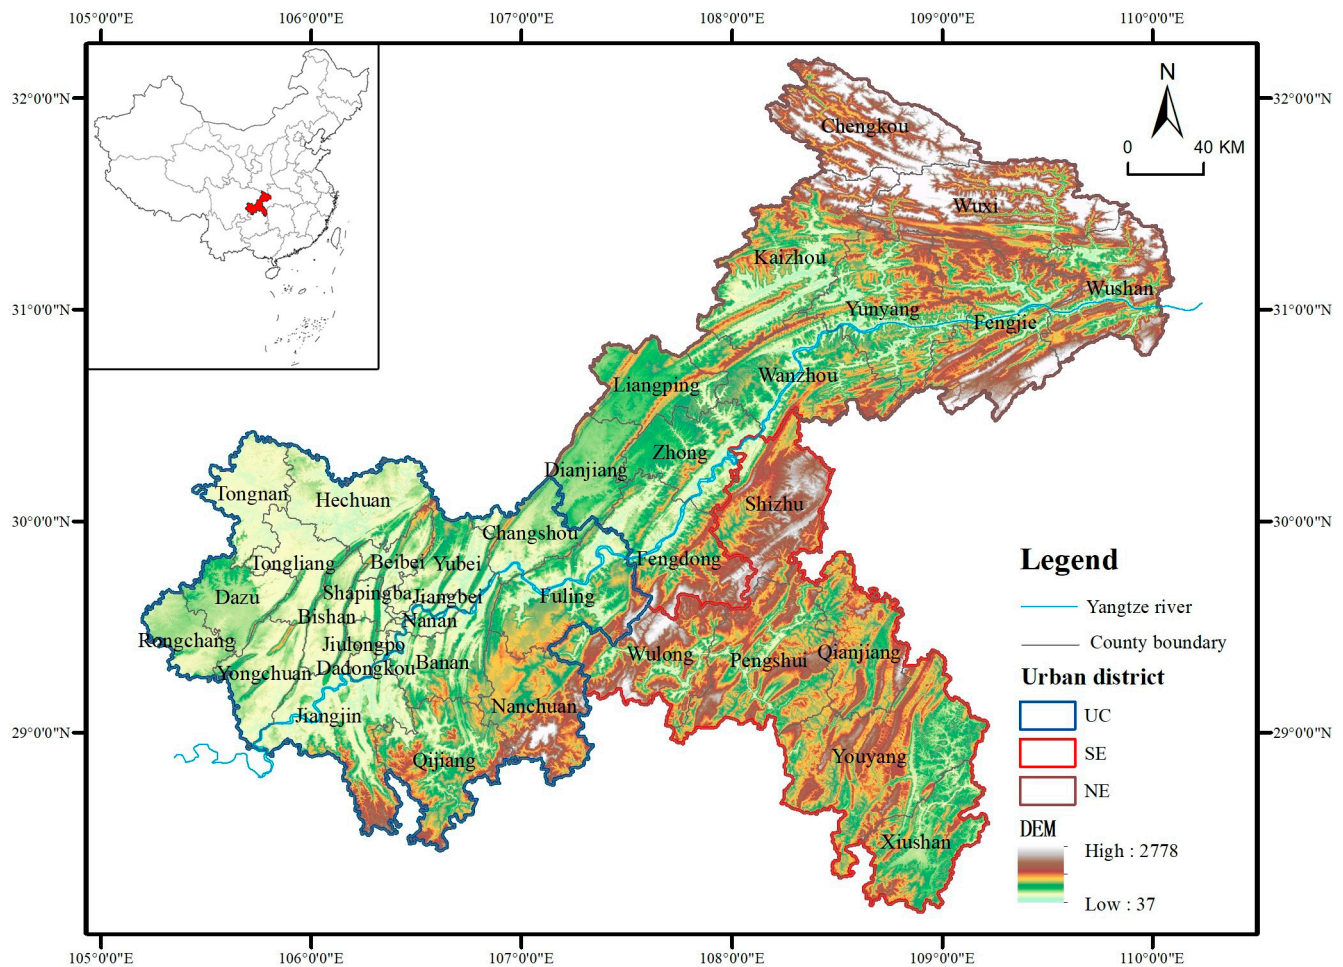 105°0'0"E 106°0'0"E 107°0'0"E 108°0'0"E 109°0'0"E 110°0'0"E
32°0'0"N
32°0'0"N
31°0'0"N
31°0'0"N
30°0'0"N
30°0'0"N
29°0'0"N
29°0'0"N
N
0 40 KM
Chengkou
Wuxi
Kaizhou
Wushan
Yunyang
Fengjie
Wanzhou
Liangping
Zhong
Dianjiang
Tongnan
Hechuan
Shizhu
Changshou
Fengdong
Tongliang
Beibei
Yubei
Dazu
Shapingba
Jiangbei
Fuling
Bishan
Nanan
Rongchang
Jiulongpo
Wulong
Pengshui
Qianjiang
Yongchuan
Dadongkou
Banan
Nanchuan
Jiangjin
Qijiang
Youyang
Xiushan
Legend
Yangtze river
County boundary
Urban district
UC
SE
NE
DEM
High : 2778
Low : 37
105°0'0"E 106°0'0"E 107°0'0"E 108°0'0"E 109°0'0"E 110°0'0"E